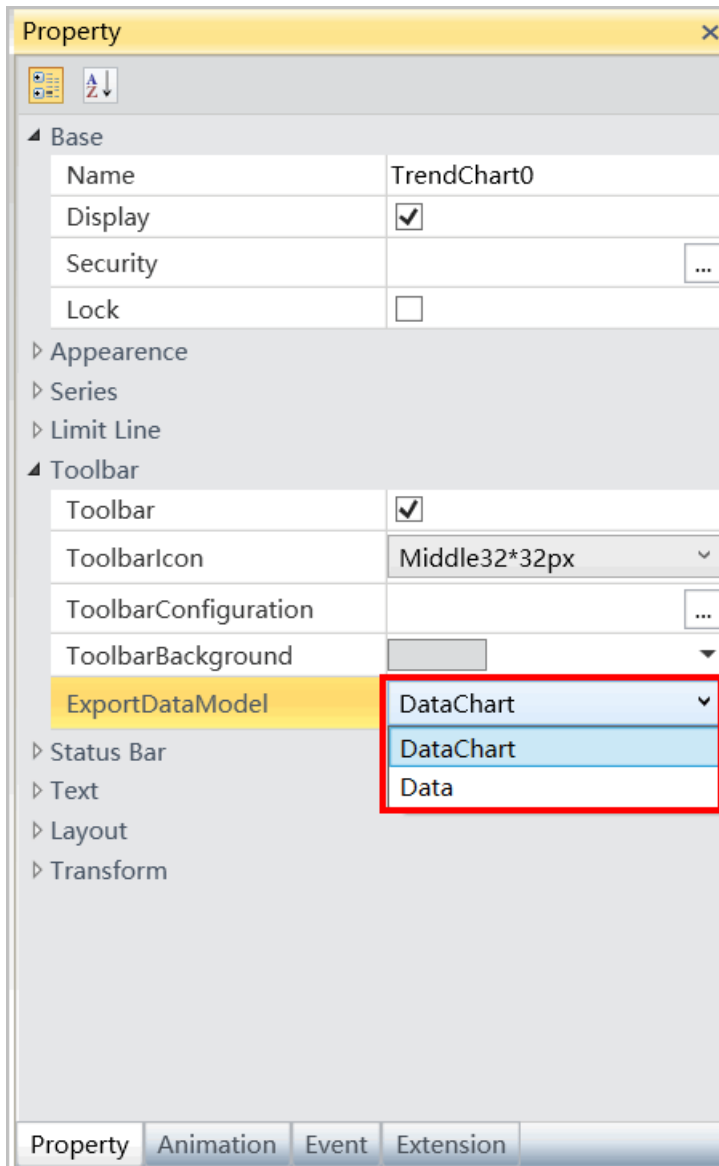 Property
Base
Name TrendChart0
Display
Security ...
Lock
Appearence
Series
Limit Line
Toolbar
Toolbar
ToolbarIcon Middle32*32px
ToolbarConfiguration ...
ToolbarBackground
ExportDataModel DataChart
Status Bar DataChart
Text Data
Layout
Transform
Property Animation Event Extension